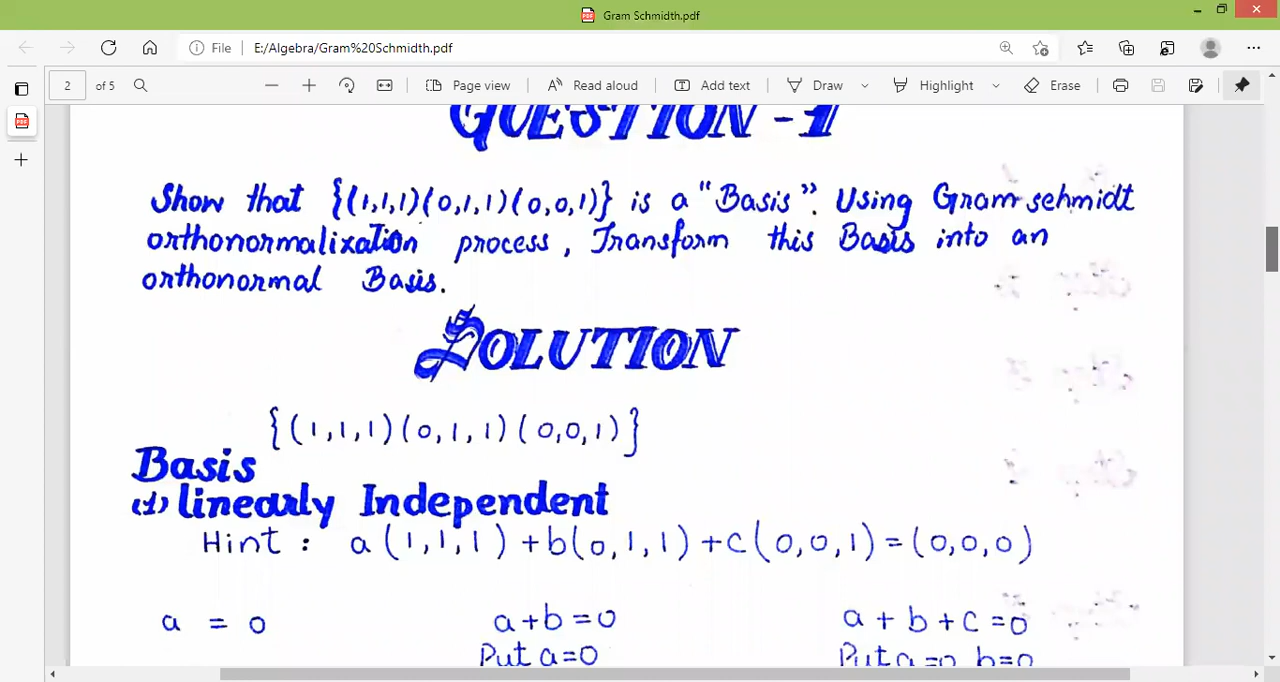 Gram Schmidth.pdf
File E:/Algebra/Gram%20Schmidth.pdf
2 of 5 Page view Read aloud Add text Draw Highlight Erase
QUESTION - 1
Show that {(1,1,1)(0,1,1)(0,0,1)} is a "Basis". Using Gram-schmidt
orthonormalization process, Transform this Basis into an
orthonormal Basis.
SOLUTION
{(1,1,1)(0,1,1)(0,0,1)}
Basis
(1) linearly Independent
Hint : a(1,1,1)+b(0,1,1)+c(0,0,1)=(0,0,0)
a = 0 a+b=0 a+b+c=0
Put a=0 Put a=0 b=0